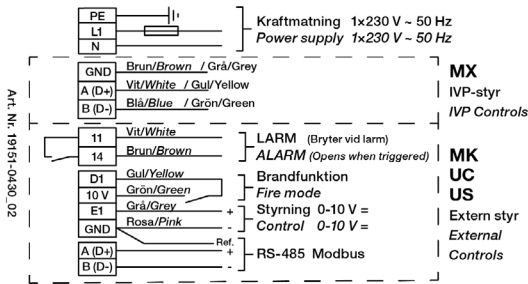 PE
L1
N
Kraftmatning 1×230 V ~ 50 Hz
Power supply 1×230 V ~ 50 Hz
GND Brun/Brown / Grå/Grey
A (D+) Vit/White / Gul/Yellow
B (D-) Blå/Blue / Grön/Green
MX
IVP-styr
IVP Controls
11 Vit/White
14 Brun/Brown
LARM (Bryter vid larm)
ALARM (Opens when triggered)
D1 Gul/Yellow
10 V Grön/Green
Brandfunktion
Fire mode
E1 Grå/Grey +
GND Rosa/Pink -
Styrning 0-10 V =
Control 0-10 V =
Ref.
A (D+) +
B (D-) -
RS-485 Modbus
MK
UC
US
Extern styr
External
Controls
Art. Nr. 19151-0430_02